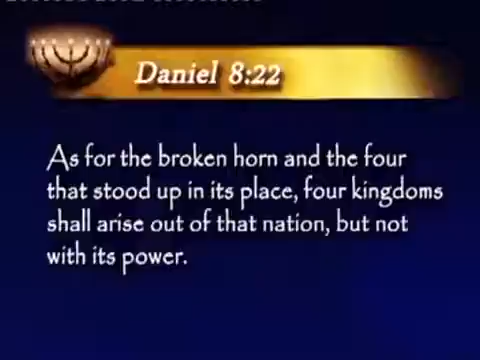 Daniel 8:22
As for the broken horn and the four
that stood up in its place, four kingdoms
shall arise out of that nation, but not
with its power.